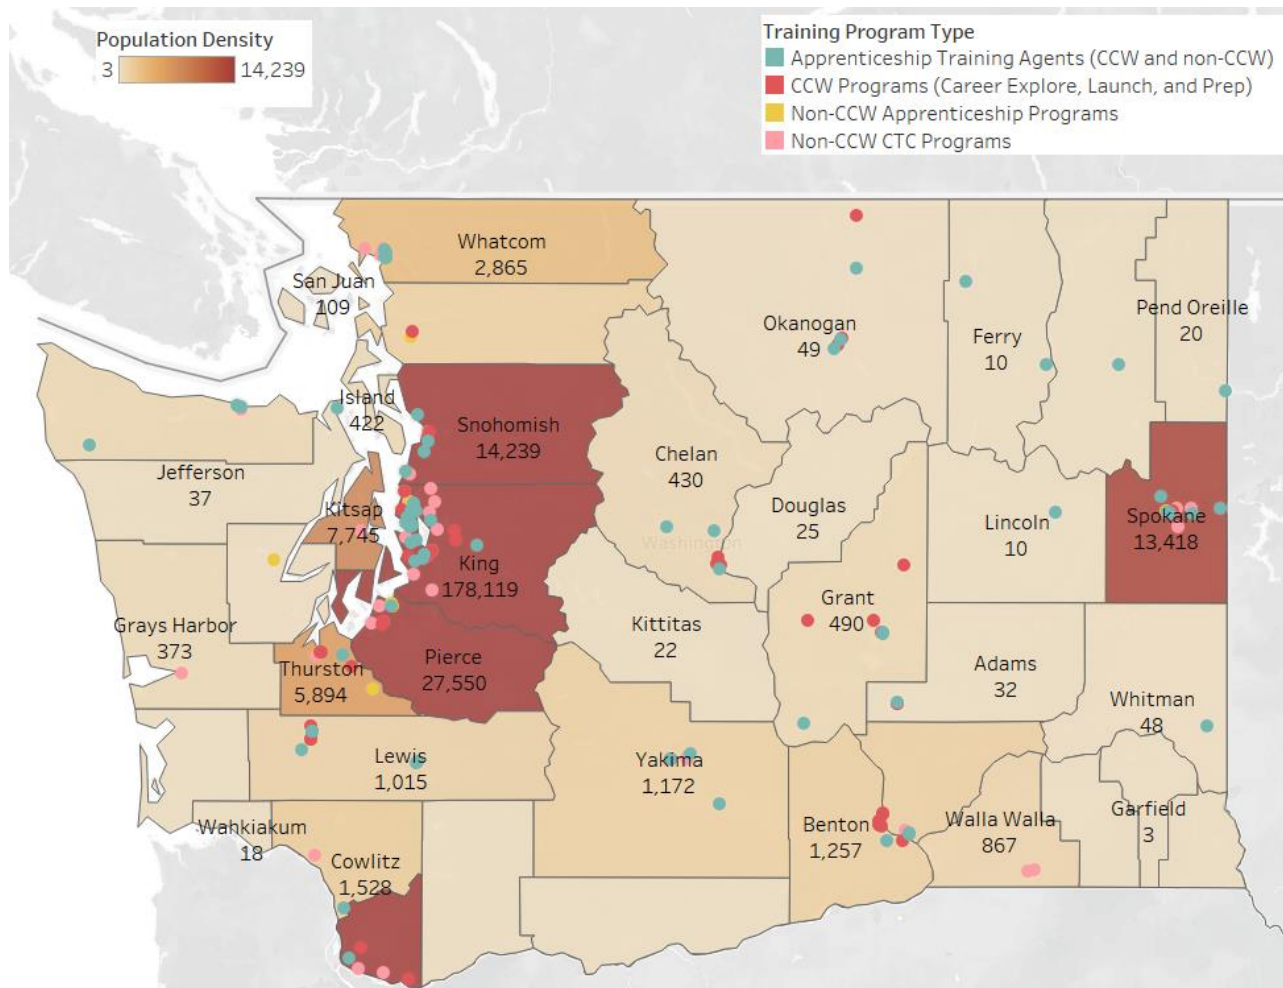 Population Density
3 14,239
Training Program Type
Apprenticeship Training Agents (CCW and non-CCW)
CCW Programs (Career Explore, Launch, and Prep)
Non-CCW Apprenticeship Programs
Non-CCW CTC Programs
Whatcom
2,865
San Juan
109
Okanogan
49
Ferry
10
Pend Oreille
20
Island
422
Snohomish
14,239
Chelan
430
Jefferson
37
Kitsap
7,745
Douglas
25
Lincoln
10
Spokane
13,418
Washington
King
178,119
Grant
490
Grays Harbor
373
Kittitas
22
Thurston
5,894
Pierce
27,550
Adams
32
Whitman
48
Lewis
1,015
Yakima
1,172
Wahkiakum
18
Cowlitz
1,528
Benton
1,257
Walla Walla
867
Garfield
3